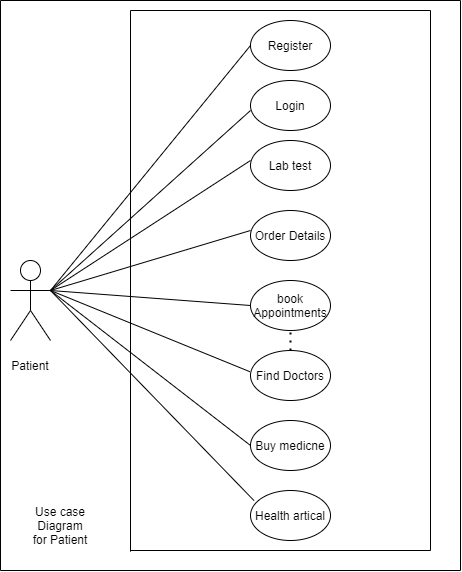 Register
Login
Lab test
Order Details
book
Appointments
Find Doctors
Buy medicne
Health artical
Patient
Use case
Diagram
for Patient